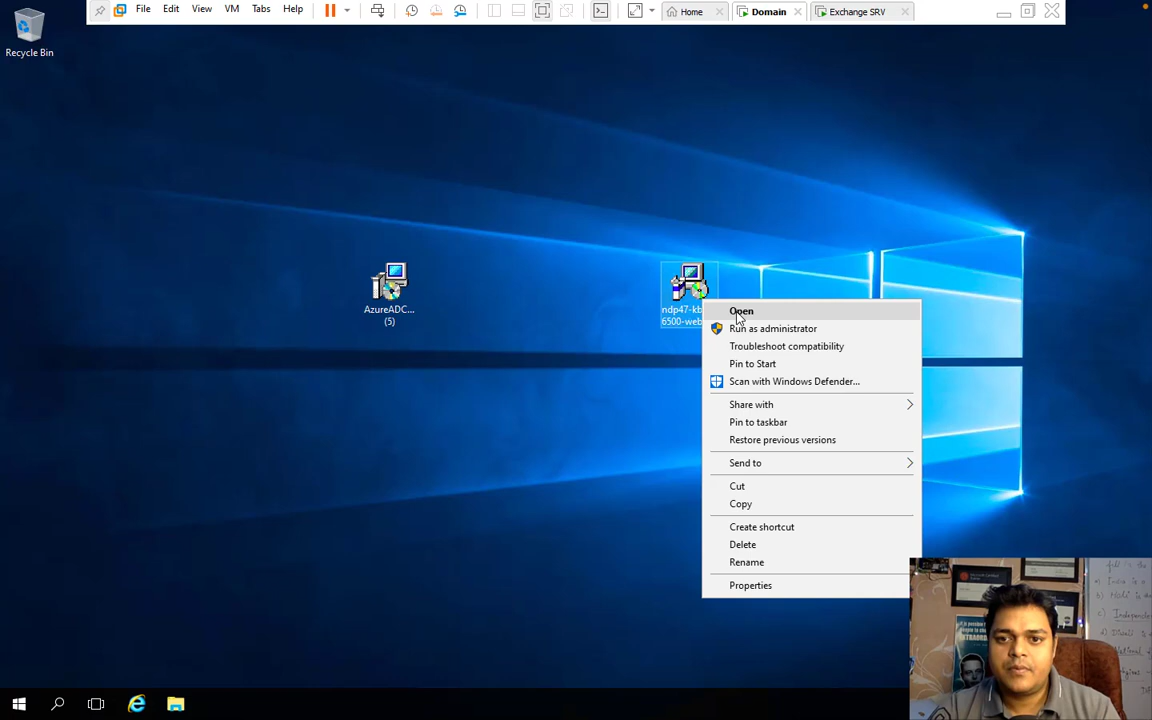 File Edit View VM Tabs Help
Home
Domain
Exchange SRV
Recycle Bin
AzureADC...
(5)
ndp47-kb
6500-web
Open
Run as administrator
Troubleshoot compatibility
Pin to Start
Scan with Windows Defender...
Share with
Pin to taskbar
Restore previous versions
Send to
Cut
Copy
Create shortcut
Delete
Rename
Properties